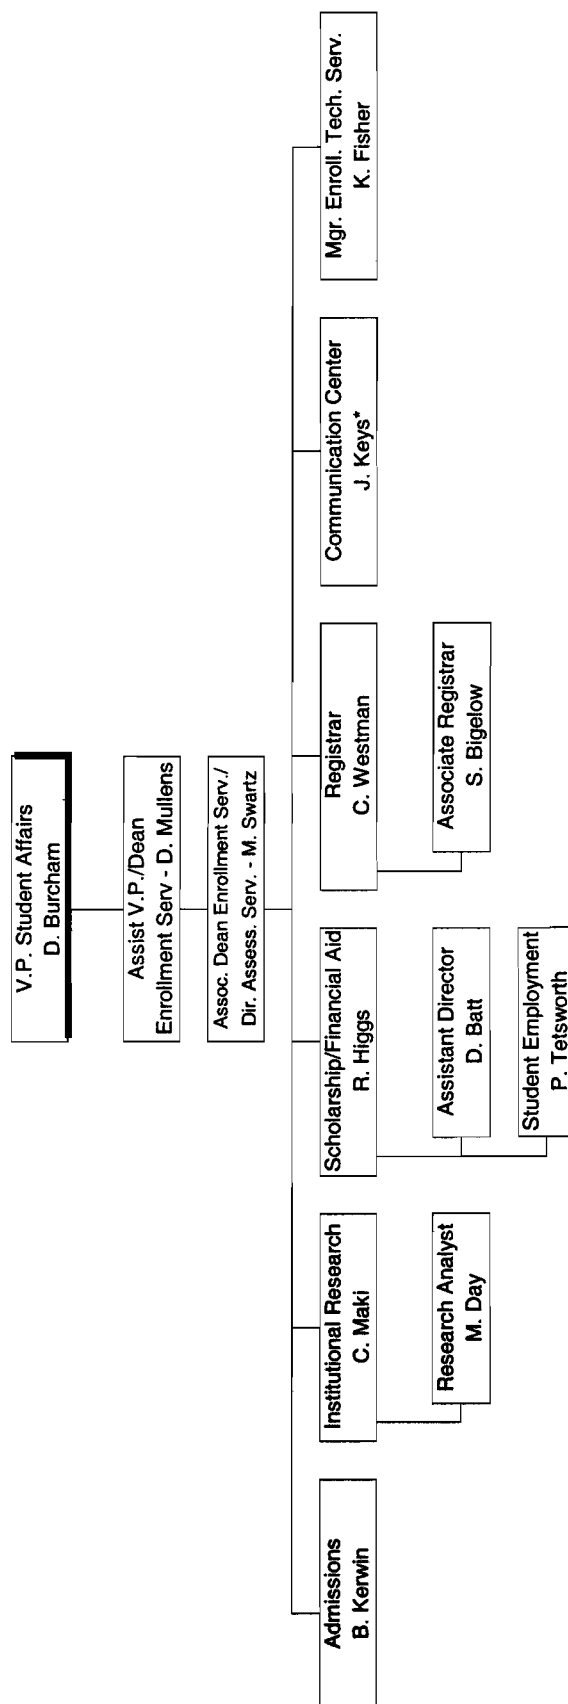 V.P. Student Affairs
D. Burcham
Assist V.P./Dean
Enrollment Serv - D. Mullens
Assoc. Dean Enrollment Serv./
Dir. Assess. Serv. - M. Swartz
Admissions
B. Kerwin
Institutional Research
C. Maki
Research Analyst
M. Day
Scholarship/Financial Aid
R. Higgs
Assistant Director
D. Batt
Student Employment
P. Tetsworth
Registrar
C. Westman
Associate Registrar
S. Bigelow
Communication Center
J. Keys*
Mgr. Enroll. Tech. Serv.
K. Fisher